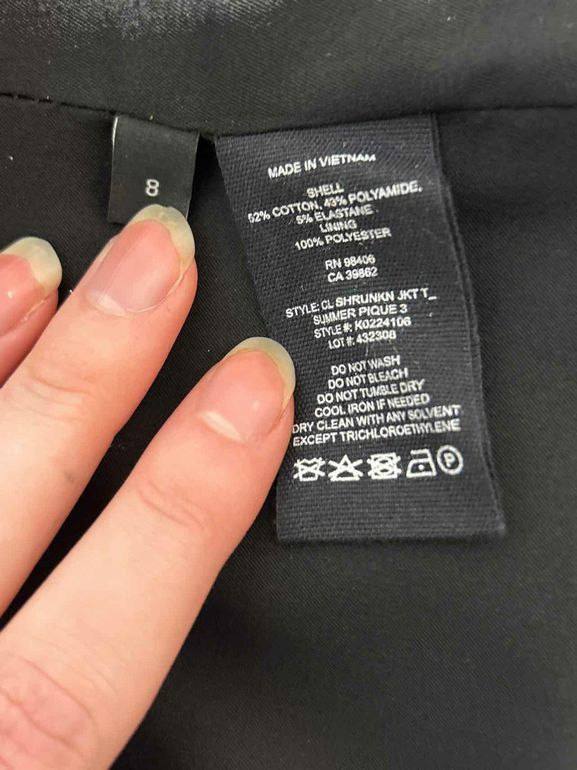 8
MADE IN VIETNAM
SHELL
52% COTTON, 43% POLYAMIDE,
5% ELASTANE
LINING
100% POLYESTER
RN 98406
CA 39862
STYLE: CL SHRUNKN JKT T_
SUMMER PIQUE 3
STYLE #: K0224106
LOT #: 432308
DO NOT WASH
DO NOT BLEACH
DO NOT TUMBLE DRY
COOL IRON IF NEEDED
DRY CLEAN WITH ANY SOLVENT
EXCEPT TRICHLOROETHYLENE
P